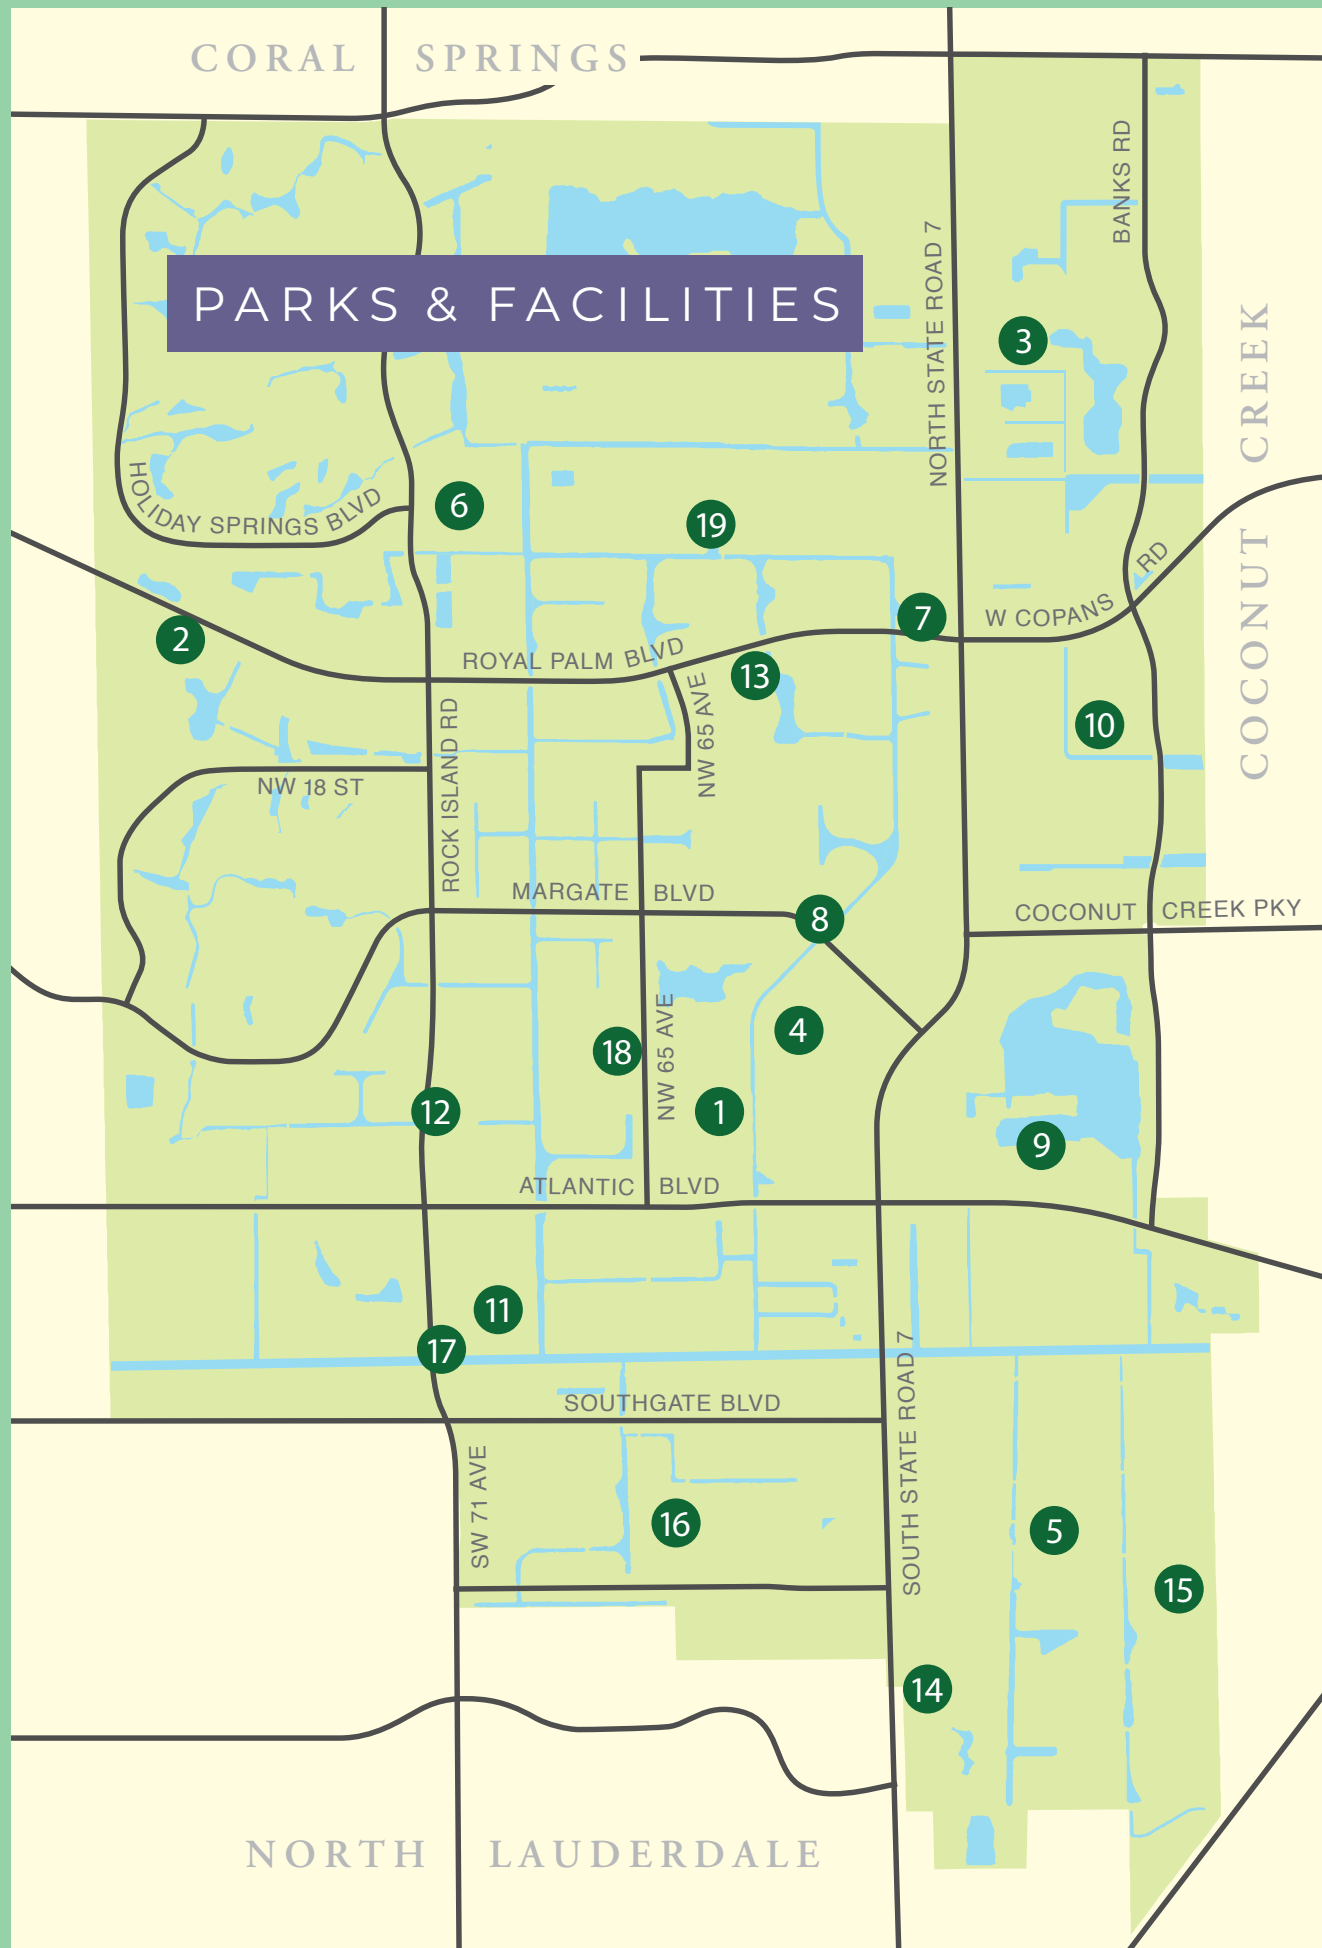 CORAL SPRINGS
BANKS RD
NORTH STATE ROAD 7
PARKS & FACILITIES
3
COCONUT CREEK
HOLIDAY SPRINGS BLVD
6
19
RD
2
7
W COPANS
ROYAL PALM BLVD
13
NW 65 AVE
10
ROCK ISLAND RD
NW 18 ST
MARGATE BLVD
8
COCONUT CREEK PKY
4
18
NW 65 AVE
12
1
9
ATLANTIC BLVD
11
17
SOUTHGATE BLVD
SOUTH STATE ROAD 7
SW 71 AVE
16
5
15
14
NORTH LAUDERDALE